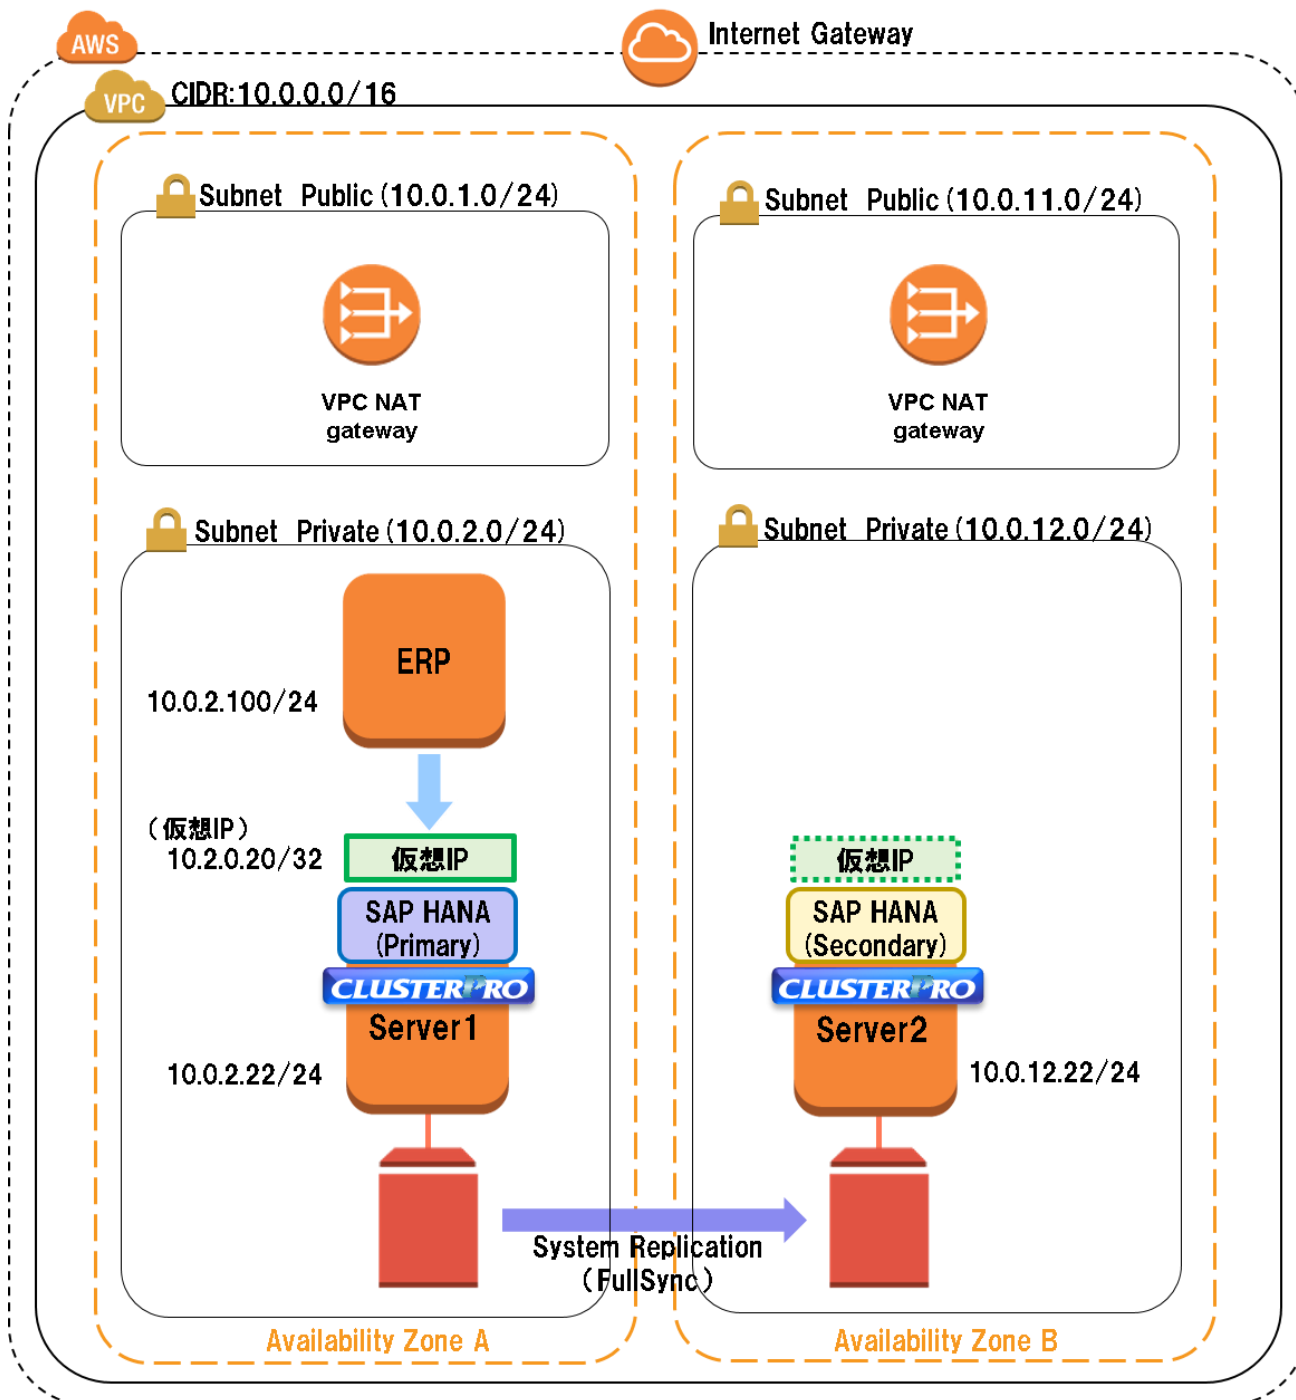 AWS
Internet Gateway
VPC
CIDR:10.0.0.0/16
Subnet Public(10.0.1.0/24)
Subnet Public(10.0.11.0/24)
VPC NAT
gateway
VPC NAT
gateway
Subnet Private(10.0.2.0/24)
Subnet Private(10.0.12.0/24)
ERP
10.0.2.100/24
（仮想IP）
10.2.0.20/32
仮想IP
仮想IP
SAP HANA
(Primary)
SAP HANA
(Secondary)
CLUSTERPRO
CLUSTERPRO
Server1
Server2
10.0.2.22/24
10.0.12.22/24
System Replication
（FullSync）
Availability Zone A
Availability Zone B